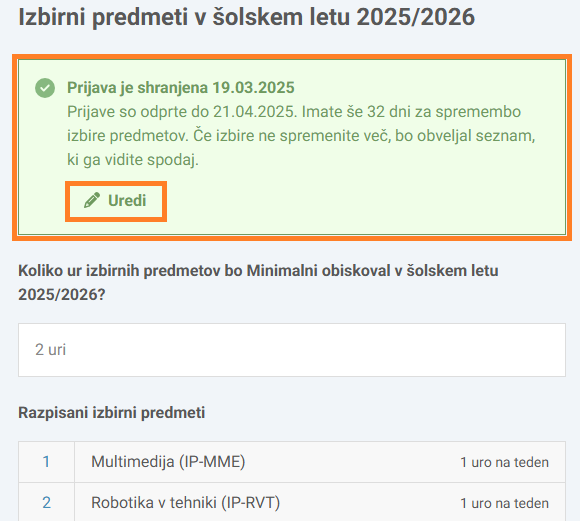 Izbirni predmeti v šolskem letu 2025/2026
Prijava je shranjena 19.03.2025
Prijave so odprte do 21.04.2025. Imate še 32 dni za spremembo
izbire predmetov. Če izbire ne spremenite več, bo obveljal seznam,
ki ga vidite spodaj.
Uredi
Koliko ur izbirnih predmetov bo Minimalni obiskoval v šolskem letu
2025/2026?
2 uri
Razpisani izbirni predmeti
1 Multimedija (IP-MME) 1 uro na teden
2 Robotika v tehniki (IP-RVT) 1 uro na teden